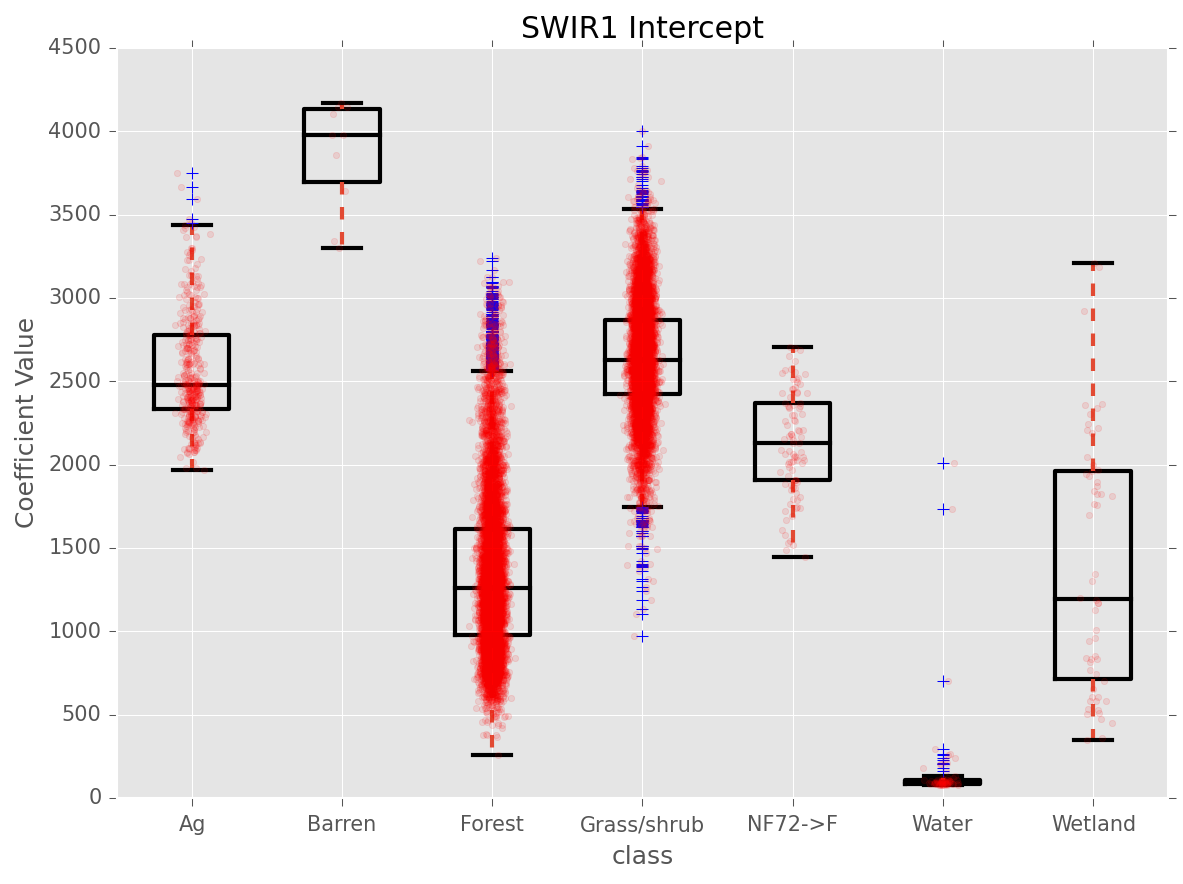 SWIR1 Intercept
4500
4000
3500
3000
2500
2000
1500
1000
500
0
Coefficient Value
Ag Barren Forest Grass/shrub NF72->F Water Wetland
class